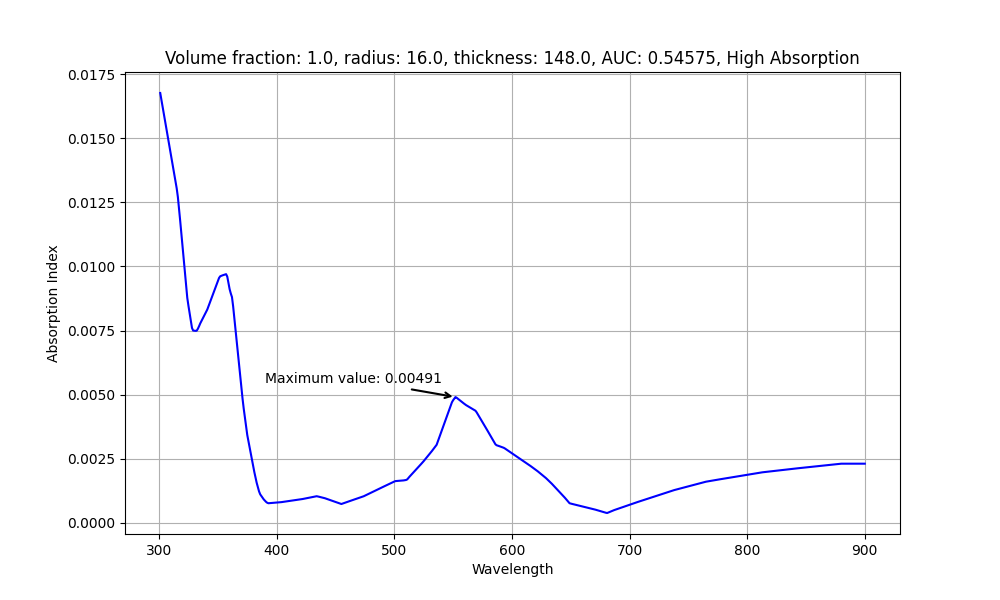 Volume fraction: 1.0, radius: 16.0, thickness: 148.0, AUC: 0.54575, High Absorption
0.0175
0.0150
0.0125
0.0100
0.0075
0.0050
0.0025
0.0000
Absorption Index
Maximum value: 0.00491
300 400 500 600 700 800 900
Wavelength